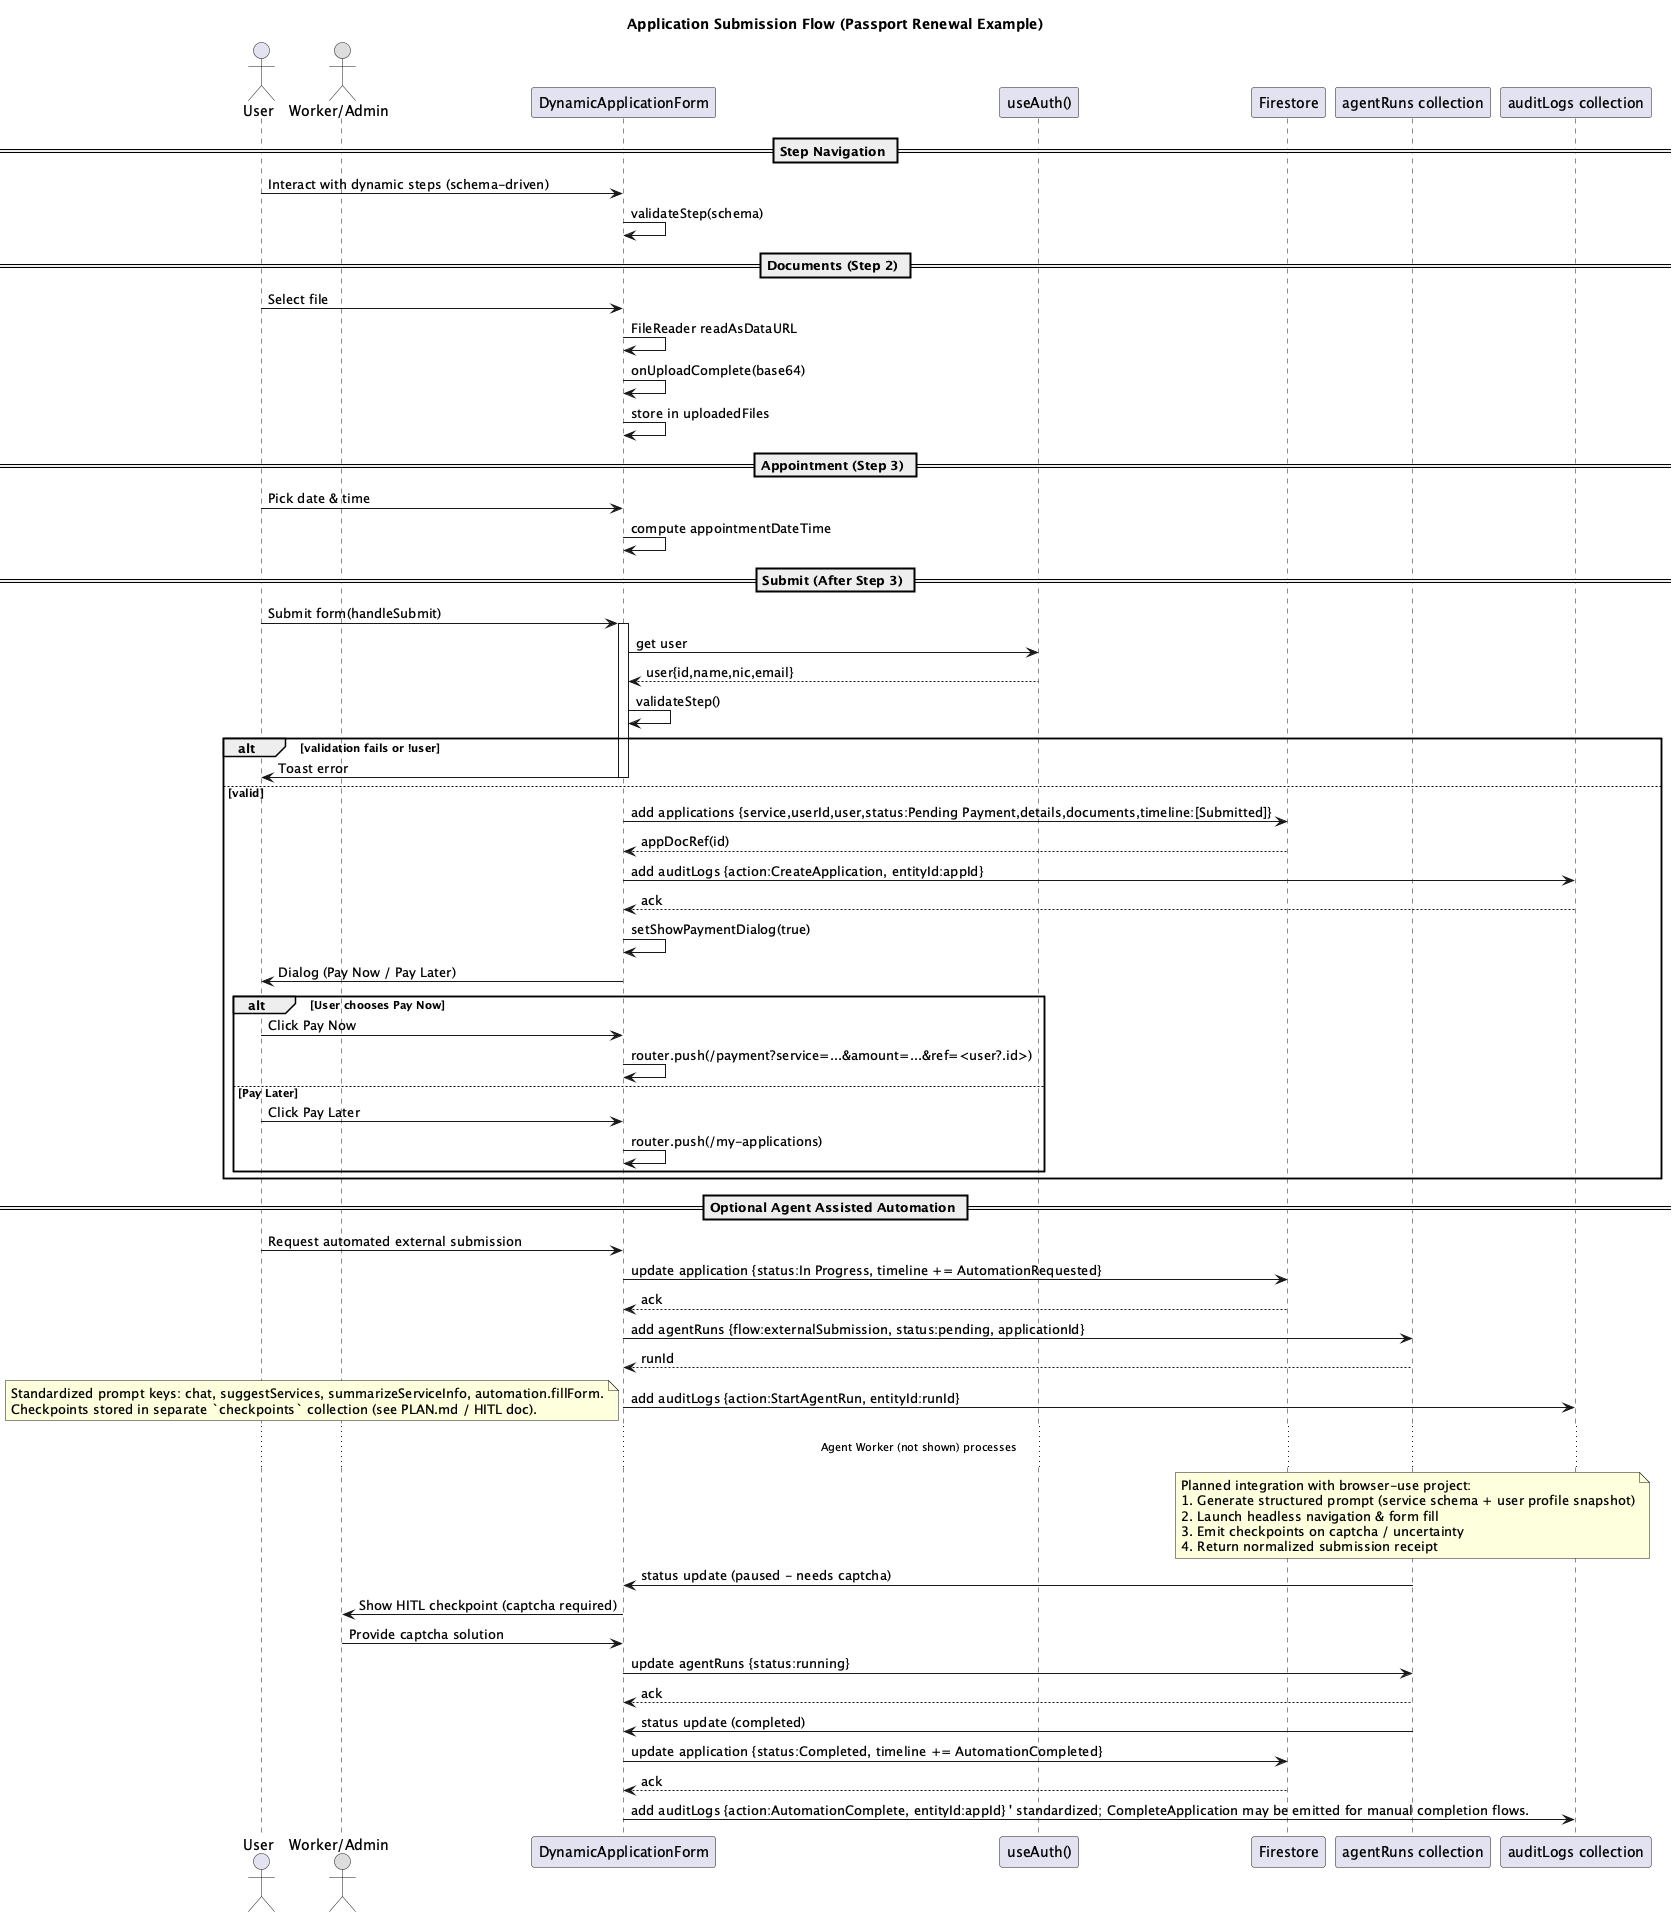 Application Submission Flow (Passport Renewal Example)
User
Worker/Admin
DynamicApplicationForm
useAuth()
Firestore
agentRuns collection
auditLogs collection
Step Navigation
Interact with dynamic steps (schema-driven)
validateStep(schema)
Documents (Step 2)
Select file
FileReader readAsDataURL
onUploadComplete(base64)
store in uploadedFiles
Appointment (Step 3)
Pick date & time
compute appointmentDateTime
Submit (After Step 3)
Submit form(handleSubmit)
get user
user{id,name,nic,email}
validateStep()
alt [validation fails or !user]
Toast error
[valid]
add applications {service,userId,user,status:Pending Payment,details,documents,timeline:[Submitted]}
appDocRef(id)
add auditLogs {action:CreateApplication, entityId:appId}
ack
setShowPaymentDialog(true)
Dialog (Pay Now / Pay Later)
alt [User chooses Pay Now]
Click Pay Now
router.push(/payment?service=...&amount=...&ref=<user?.id>)
[Pay Later]
Click Pay Later
router.push(/my-applications)
Optional Agent Assisted Automation
Request automated external submission
update application {status:In Progress, timeline += AutomationRequested}
ack
add agentRuns {flow:externalSubmission, status:pending, applicationId}
runId
Standardized prompt keys: chat, suggestServices, summarizeServiceInfo, automation.fillForm.
Checkpoints stored in separate `checkpoints` collection (see PLAN.md / HITL doc).
add auditLogs {action:StartAgentRun, entityId:runId}
Agent Worker (not shown) processes
Planned integration with browser-use project:
1. Generate structured prompt (service schema + user profile snapshot)
2. Launch headless navigation & form fill
3. Emit checkpoints on captcha / uncertainty
4. Return normalized submission receipt
status update (paused - needs captcha)
Show HITL checkpoint (captcha required)
Provide captcha solution
update agentRuns {status:running}
ack
status update (completed)
update application {status:Completed, timeline += AutomationCompleted}
ack
add auditLogs {action:AutomationComplete, entityId:appId} ' standardized; CompleteApplication may be emitted for manual completion flows.
User
Worker/Admin
DynamicApplicationForm
useAuth()
Firestore
agentRuns collection
auditLogs collection